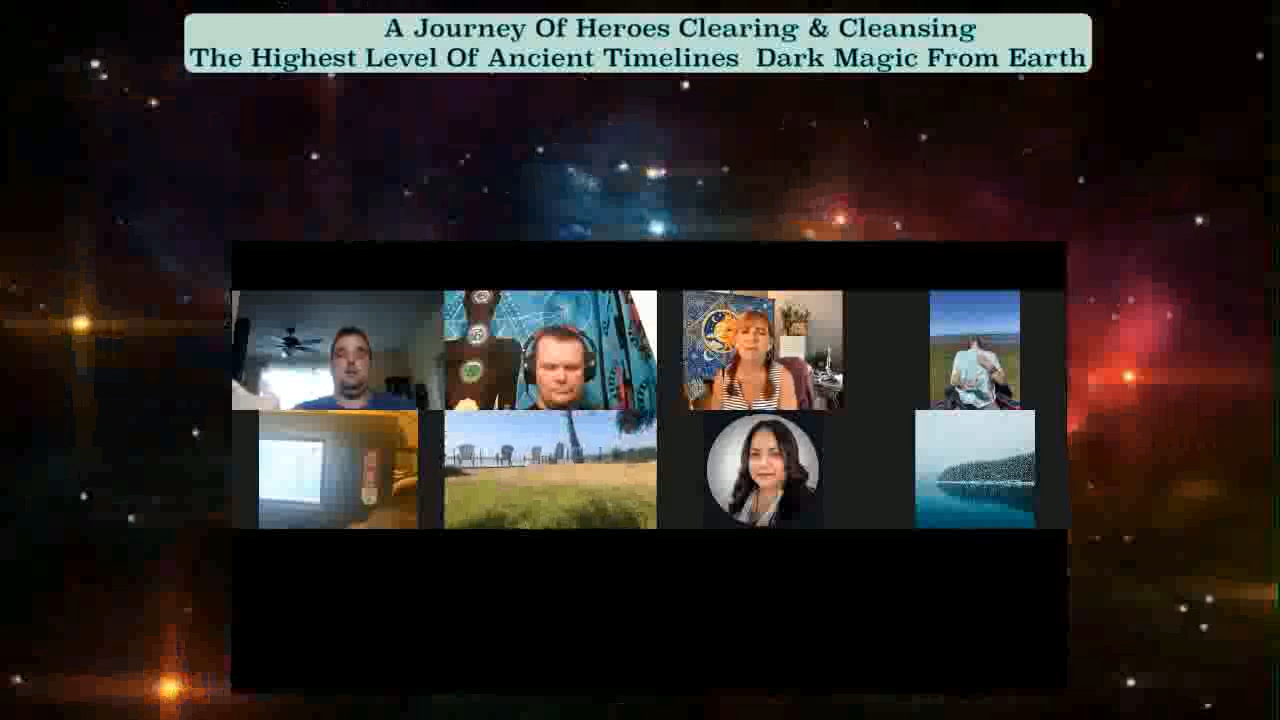 A Journey Of Heroes Clearing & Cleansing
The Highest Level Of Ancient Timelines Dark Magic From Earth